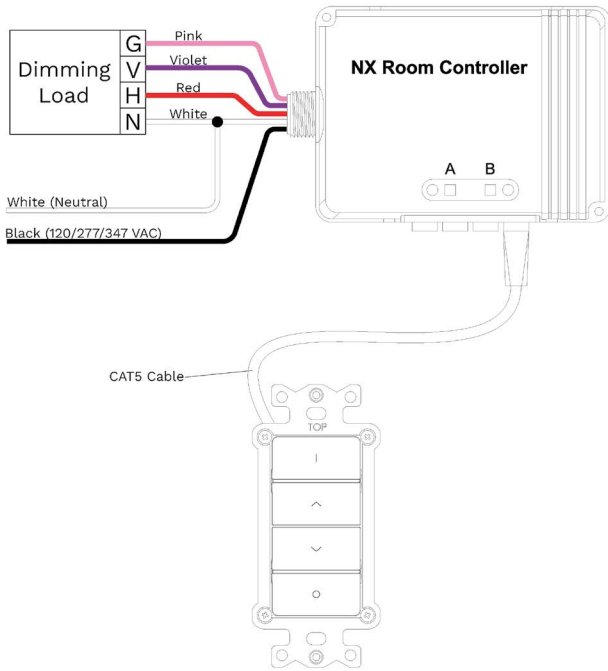 Dimming
Load
G
V
H
N
Pink
Violet
Red
White
NX Room Controller
A B
White (Neutral)
Black (120/277/347 VAC)
CAT5 Cable
TOP
I
O